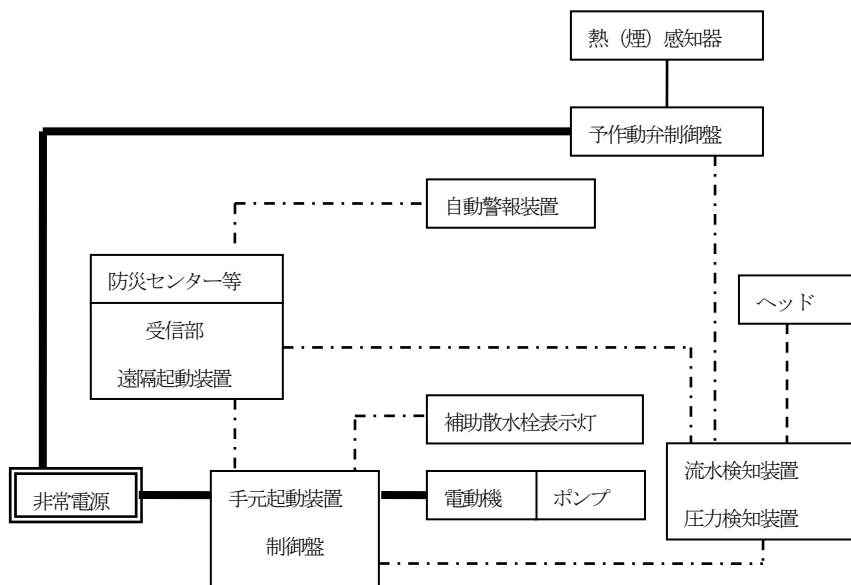 熱（煙）感知器
予作動弁制御盤
自動警報装置
防災センター等
受信部
遠隔起動装置
ヘッド
補助散水栓表示灯
流水検知装置
圧力検知装置
非常電源
手元起動装置
制御盤
電動機
ポンプ